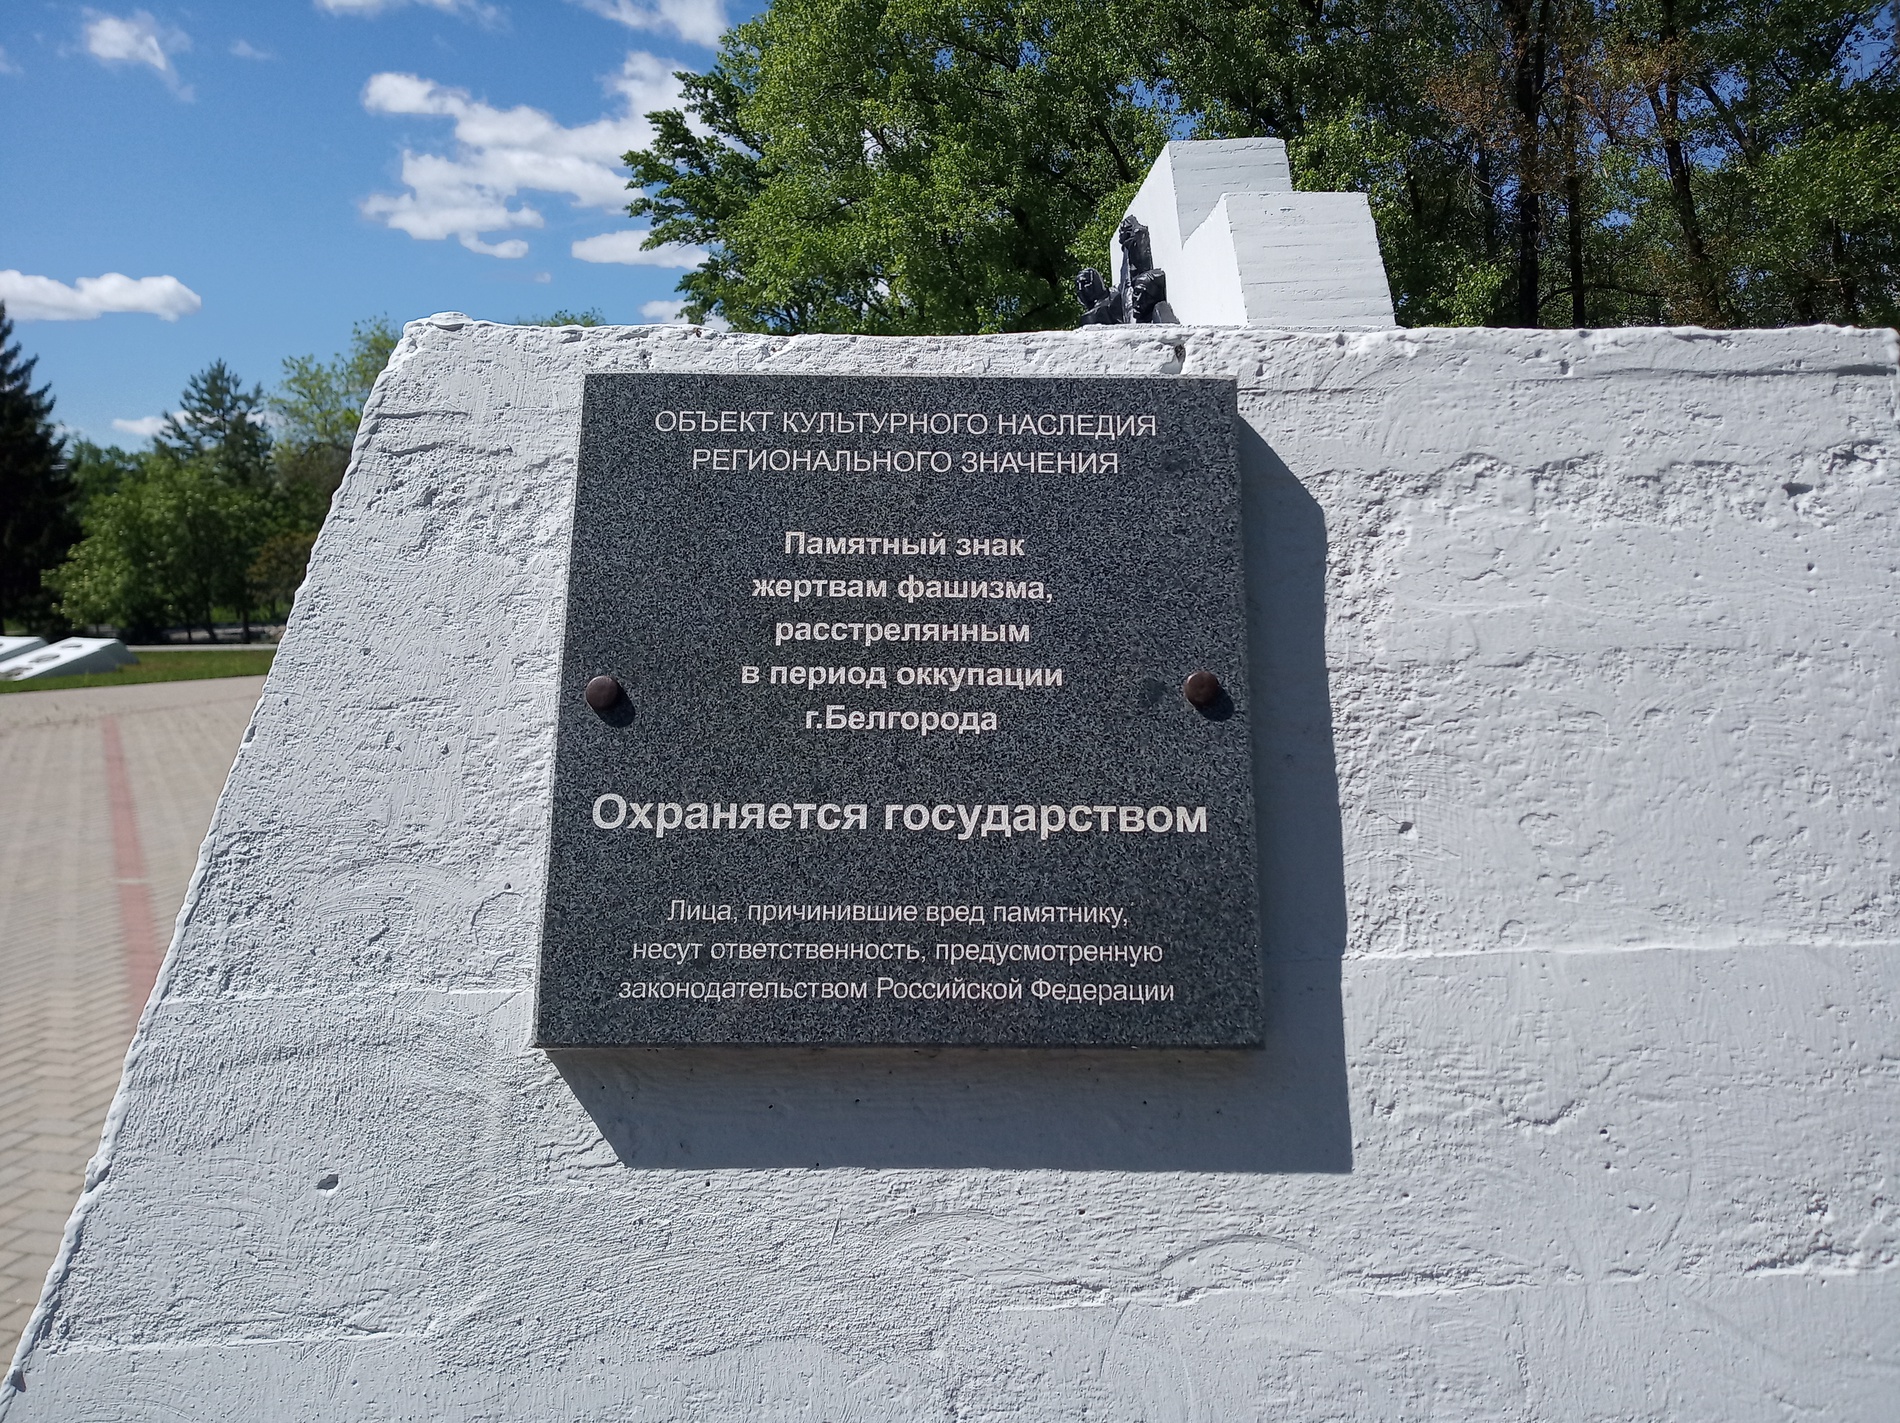 ОБЪЕКТ КУЛЬТУРНОГО НАСЛЕДИЯ
РЕГИОНАЛЬНОГО ЗНАЧЕНИЯ
Памятный знак
жертвам фашизма,
расстрелянным
в период оккупации
г.Белгорода
Охраняется государством
Лица, причинившие вред памятнику,
несут ответственность, предусмотренную
законодательством Российской Федерации